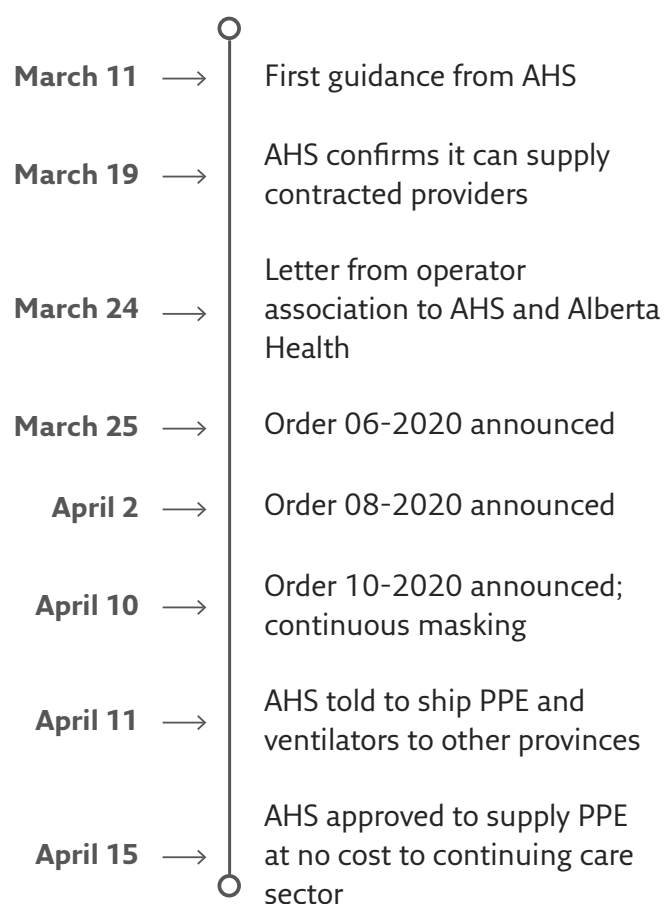 March 11 → First guidance from AHS
March 19 → AHS confirms it can supply
contracted providers
Letter from operator
March 24 → association to AHS and Alberta
Health
March 25 → Order 06-2020 announced
April 2 → Order 08-2020 announced
April 10 → Order 10-2020 announced;
continuous masking
April 11 → AHS told to ship PPE and
ventilators to other provinces
AHS approved to supply PPE
April 15 → at no cost to continuing care
sector